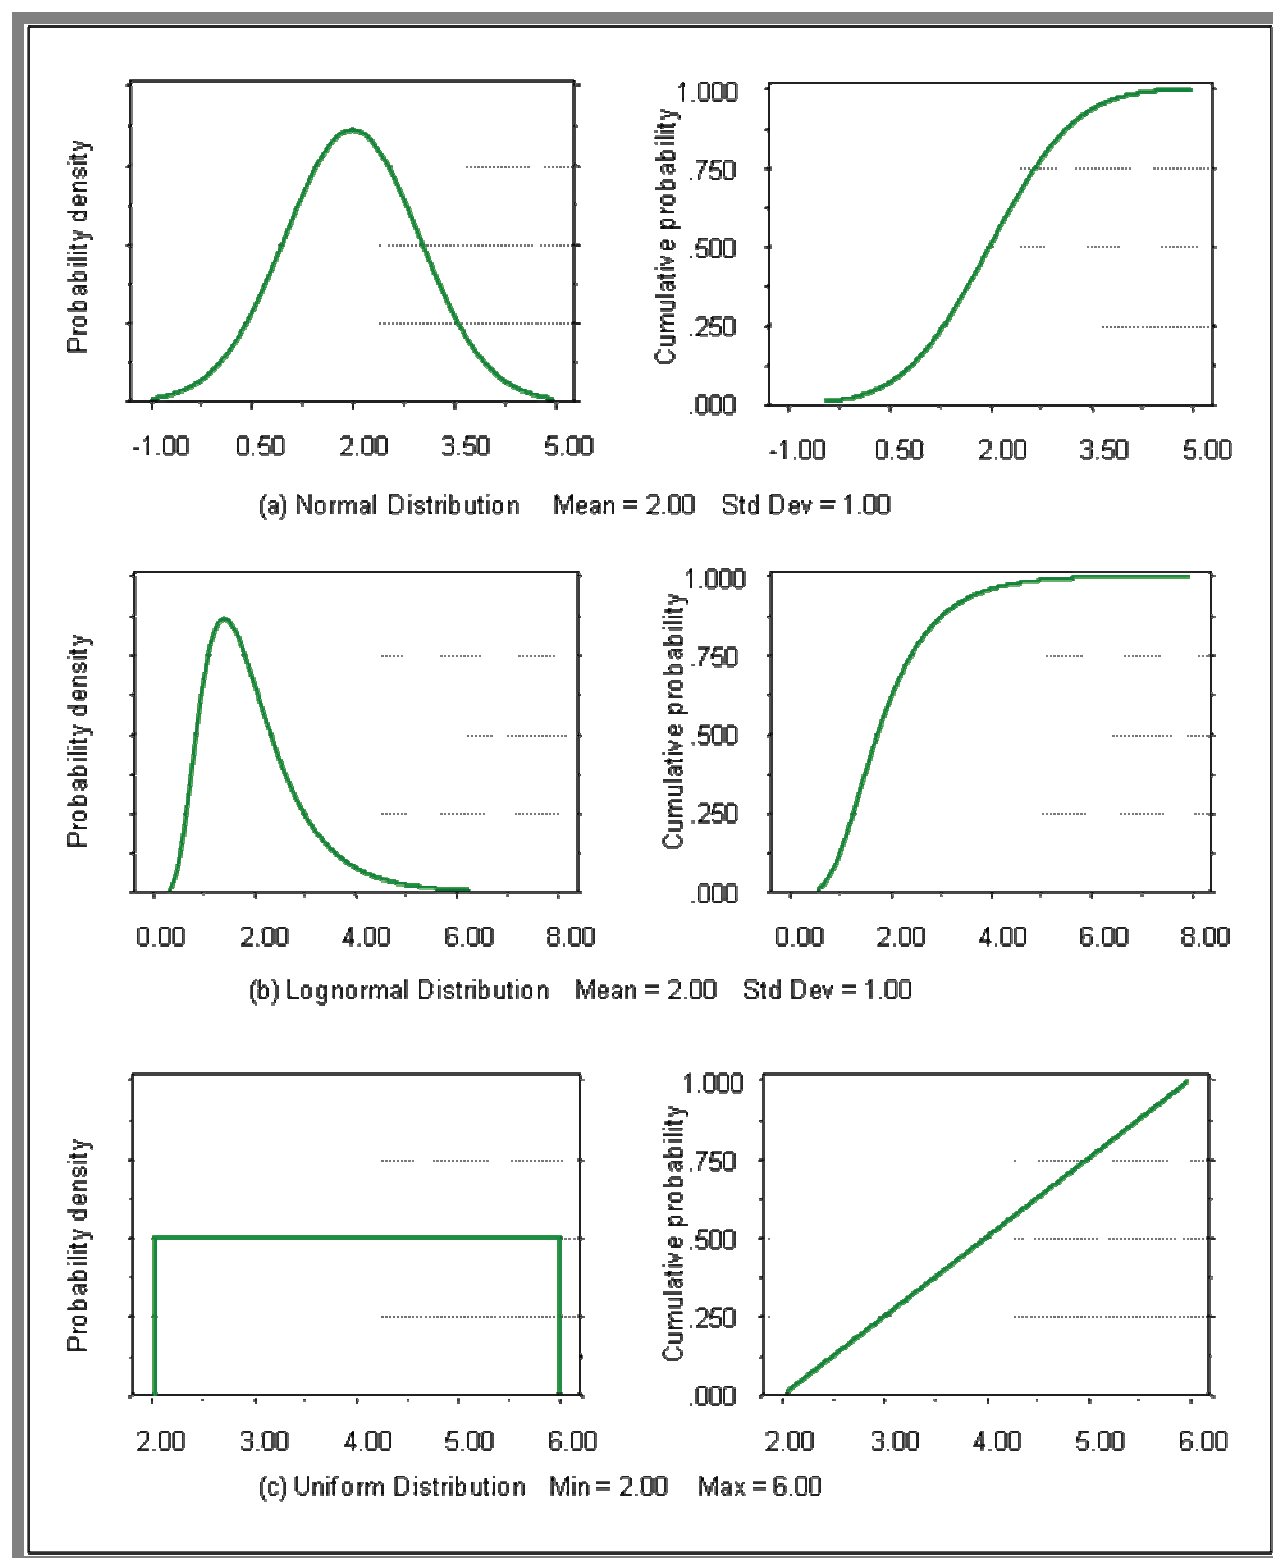 Probability density
-1.00 0.50 2.00 3.50 5.00
Cumulative probability
1.000
.750
.500
.250
.000
-1.00 0.50 2.00 3.50 5.00
(a) Normal Distribution Mean = 2.00 Std Dev = 1.00
Probability density
0.00 2.00 4.00 6.00 8.00
Cumulative probability
1.000
.750
.500
.250
.000
0.00 2.00 4.00 6.00 8.00
(b) Lognormal Distribution Mean = 2.00 Std Dev = 1.00
Probability density
2.00 3.00 4.00 5.00 6.00
Cumulative probability
1.000
.750
.500
.250
.000
2.00 3.00 4.00 5.00 6.00
(c) Uniform Distribution Min = 2.00 Max = 6.00